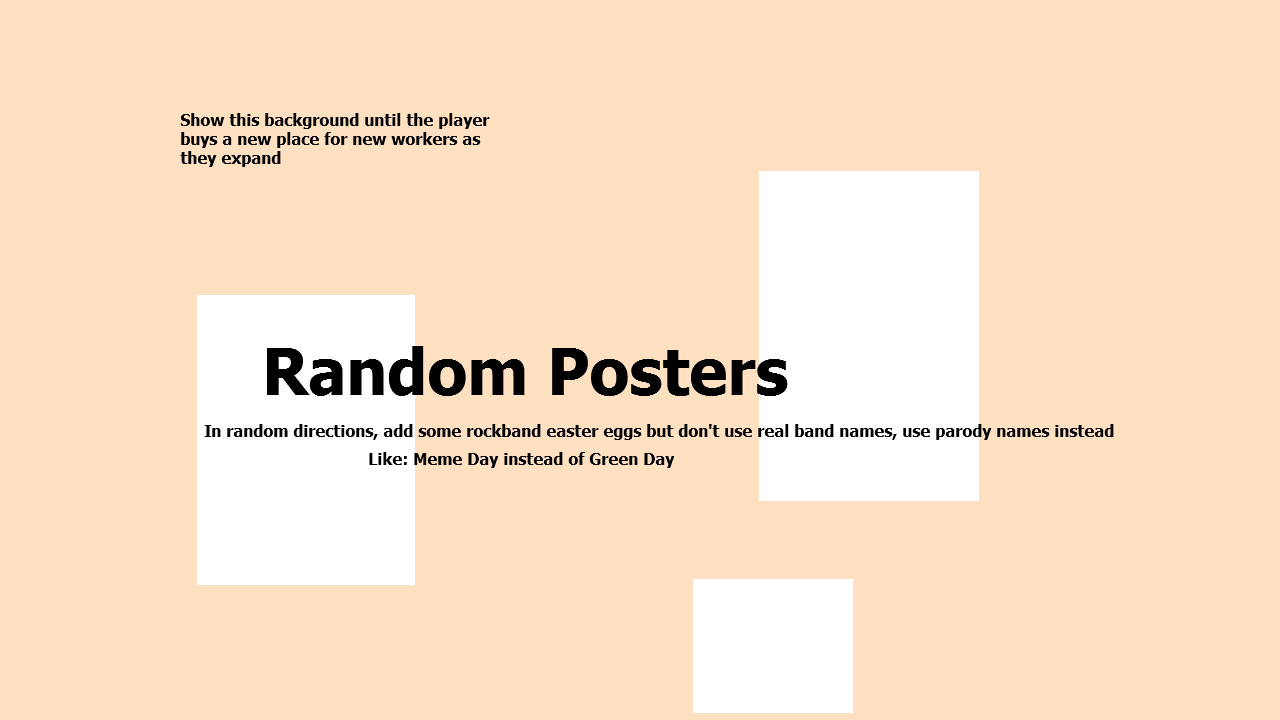 Show this background until the player
buys a new place for new workers as
they expand
Random Posters
In random directions, add some rockband easter eggs but don't use real band names, use parody names instead
Like: Meme Day instead of Green Day